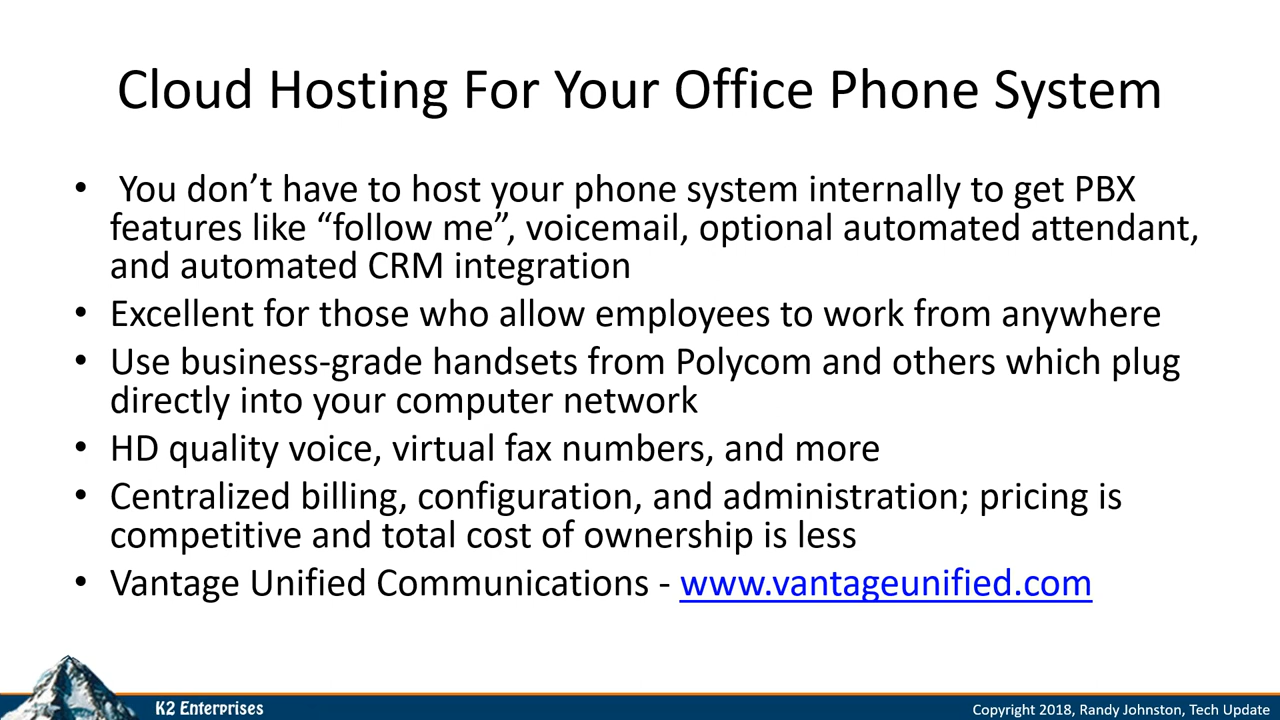 Cloud Hosting For Your Office Phone System
• You don’t have to host your phone system internally to get PBX
features like “follow me”, voicemail, optional automated attendant,
and automated CRM integration
• Excellent for those who allow employees to work from anywhere
• Use business-grade handsets from Polycom and others which plug
directly into your computer network
• HD quality voice, virtual fax numbers, and more
• Centralized billing, configuration, and administration; pricing is
competitive and total cost of ownership is less
• Vantage Unified Communications - www.vantageunified.com
K2 Enterprises
Copyright 2018, Randy Johnston, Tech Update